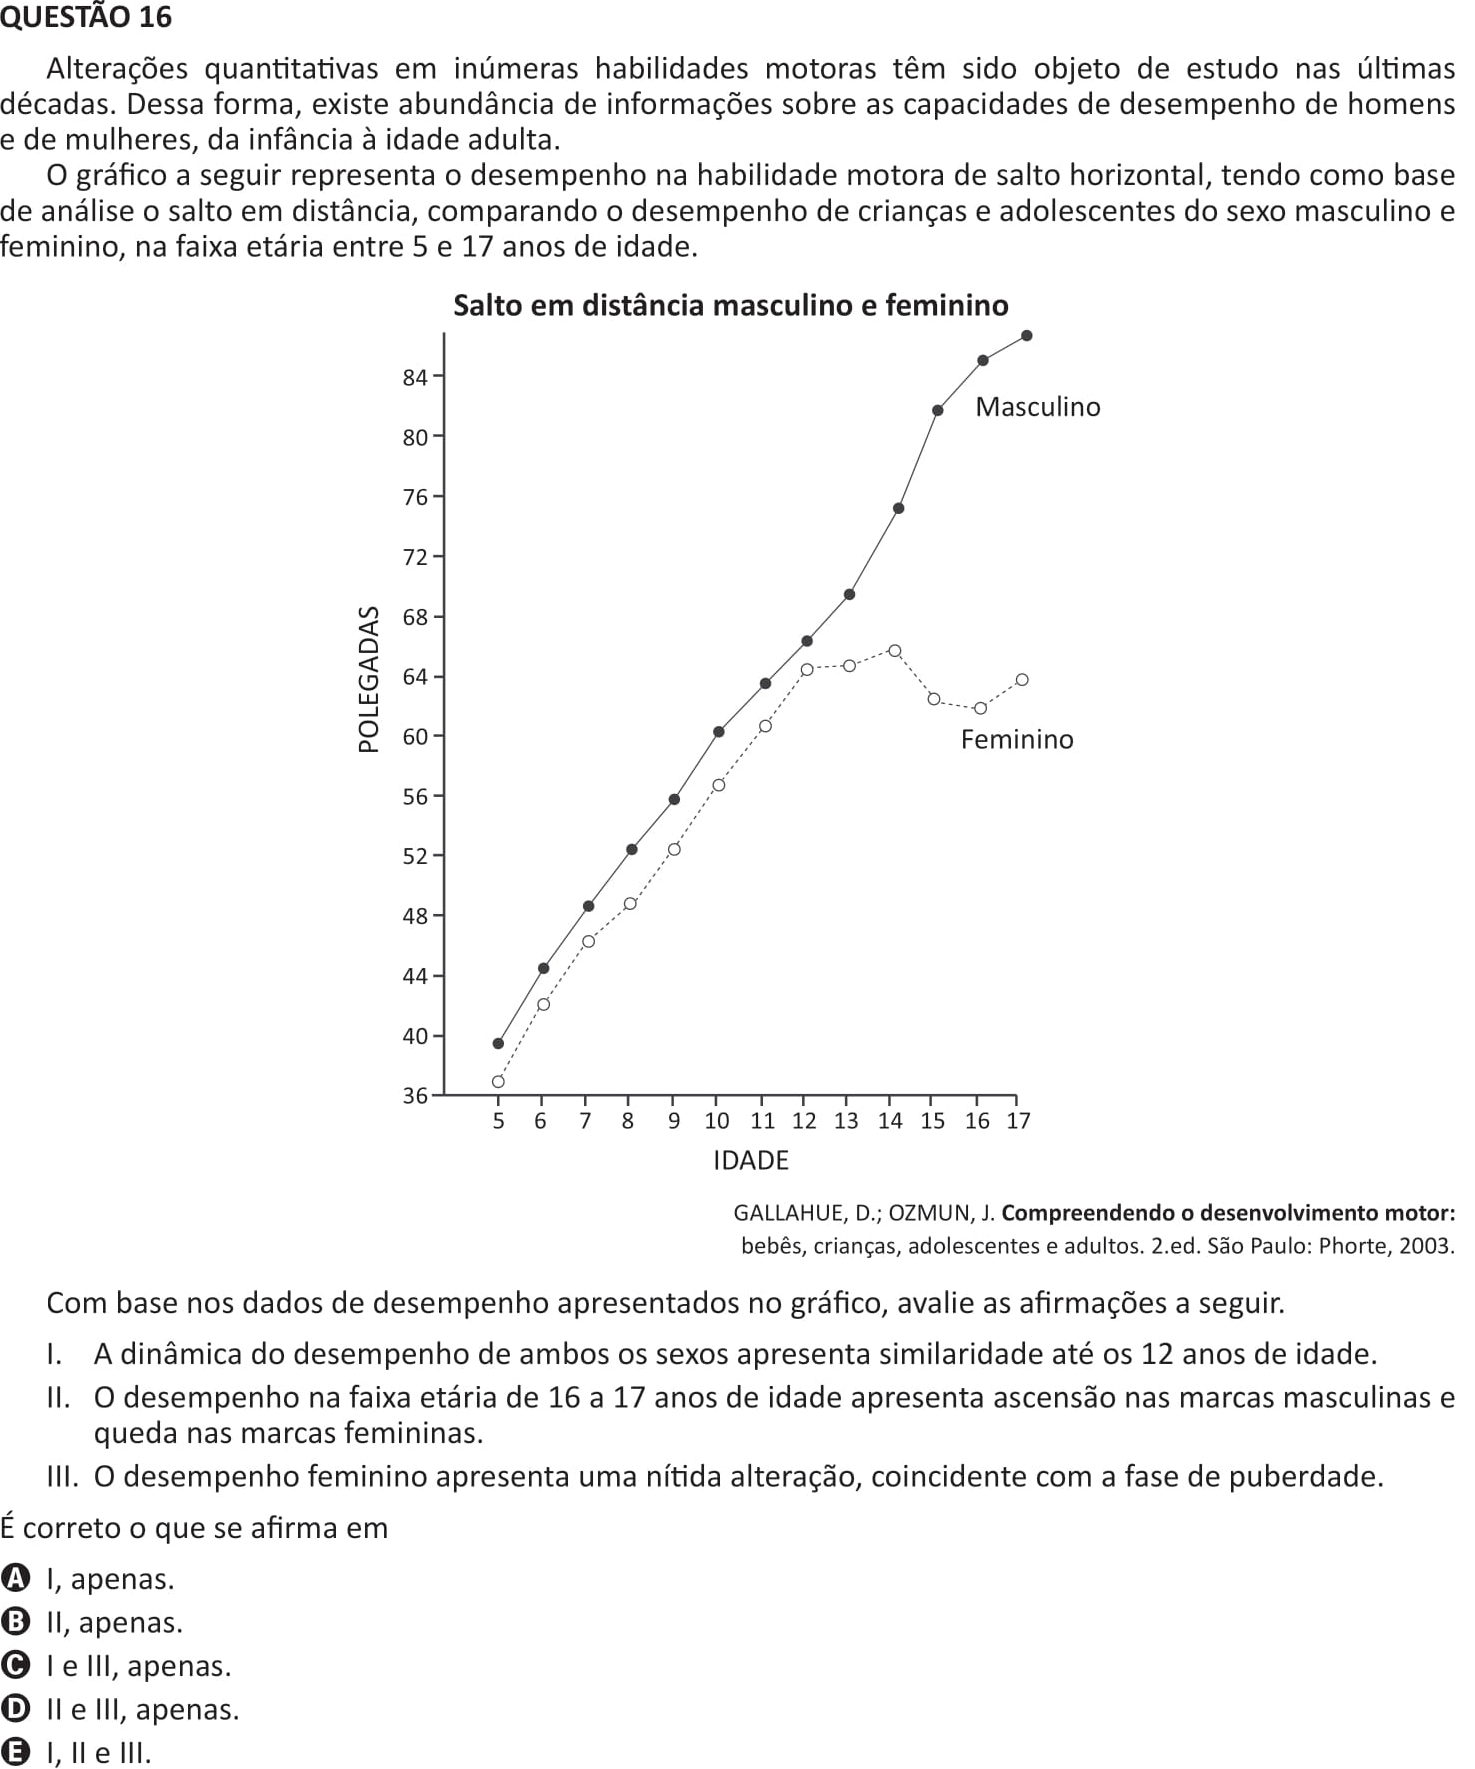 QUESTÃO 16
Alterações quantitativas em inúmeras habilidades motoras têm sido objeto de estudo nas últimas
décadas. Dessa forma, existe abundância de informações sobre as capacidades de desempenho de homens
e de mulheres, da infância à idade adulta.
O gráfico a seguir representa o desempenho na habilidade motora de salto horizontal, tendo como base
de análise o salto em distância, comparando o desempenho de crianças e adolescentes do sexo masculino e
feminino, na faixa etária entre 5 e 17 anos de idade.
Salto em distância masculino e feminino
84
Masculino
80
76
72
68
64
60
Feminino
56
52
48
44
40
36
POLEGADAS
5 6 7 8 9 10 11 12 13 14 15 16 17
IDADE
GALLAHUE, D.; OZMUN, J. Compreendendo o desenvolvimento motor:
bebês, crianças, adolescentes e adultos. 2.ed. São Paulo: Phorte, 2003.
Com base nos dados de desempenho apresentados no gráfico, avalie as afirmações a seguir.
I. A dinâmica do desempenho de ambos os sexos apresenta similaridade até os 12 anos de idade.
II. O desempenho na faixa etária de 16 a 17 anos de idade apresenta ascensão nas marcas masculinas e
queda nas marcas femininas.
III. O desempenho feminino apresenta uma nítida alteração, coincidente com a fase de puberdade.
É correto o que se afirma em
A I, apenas.
B II, apenas.
C I e III, apenas.
D II e III, apenas.
E I, II e III.